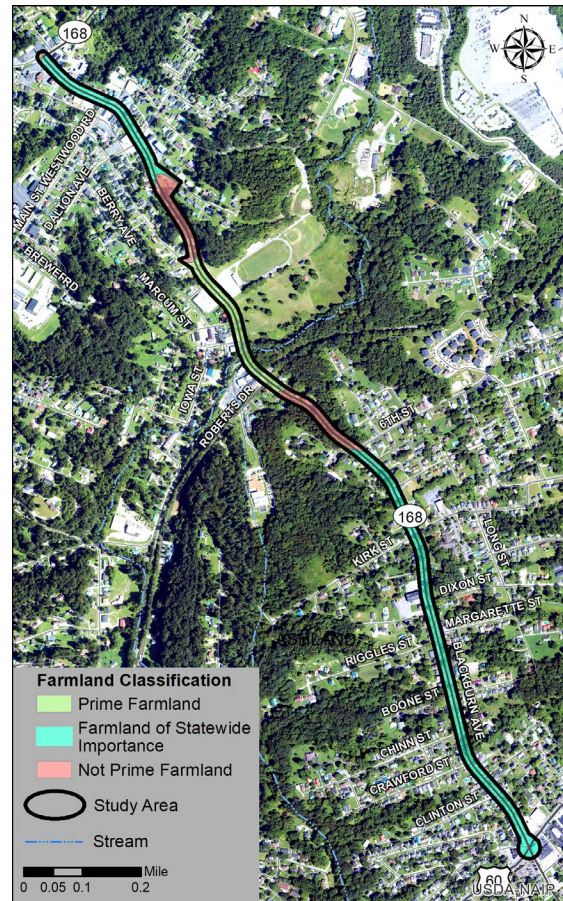 168
N
W
E
S
MAIN ST
WESTWOOD RD
DALTON AVE
BERRY AVE
BREWER RD
MARCUM ST
IOWA ST
ROBERTS DR
6TH ST
168
LONG ST
KIRK ST
DIXON ST
MARGARETTE ST
ASHLAND
RIGGLES ST
BLACKBURN AVE
BOONE ST
CHINN ST
CRAWFORD ST
CLINTON ST
Farmland Classification
Prime Farmland
Farmland of Statewide
Importance
Not Prime Farmland
Study Area
Stream
Mile
0 0.05 0.1 0.2
60
USDA-NAIP